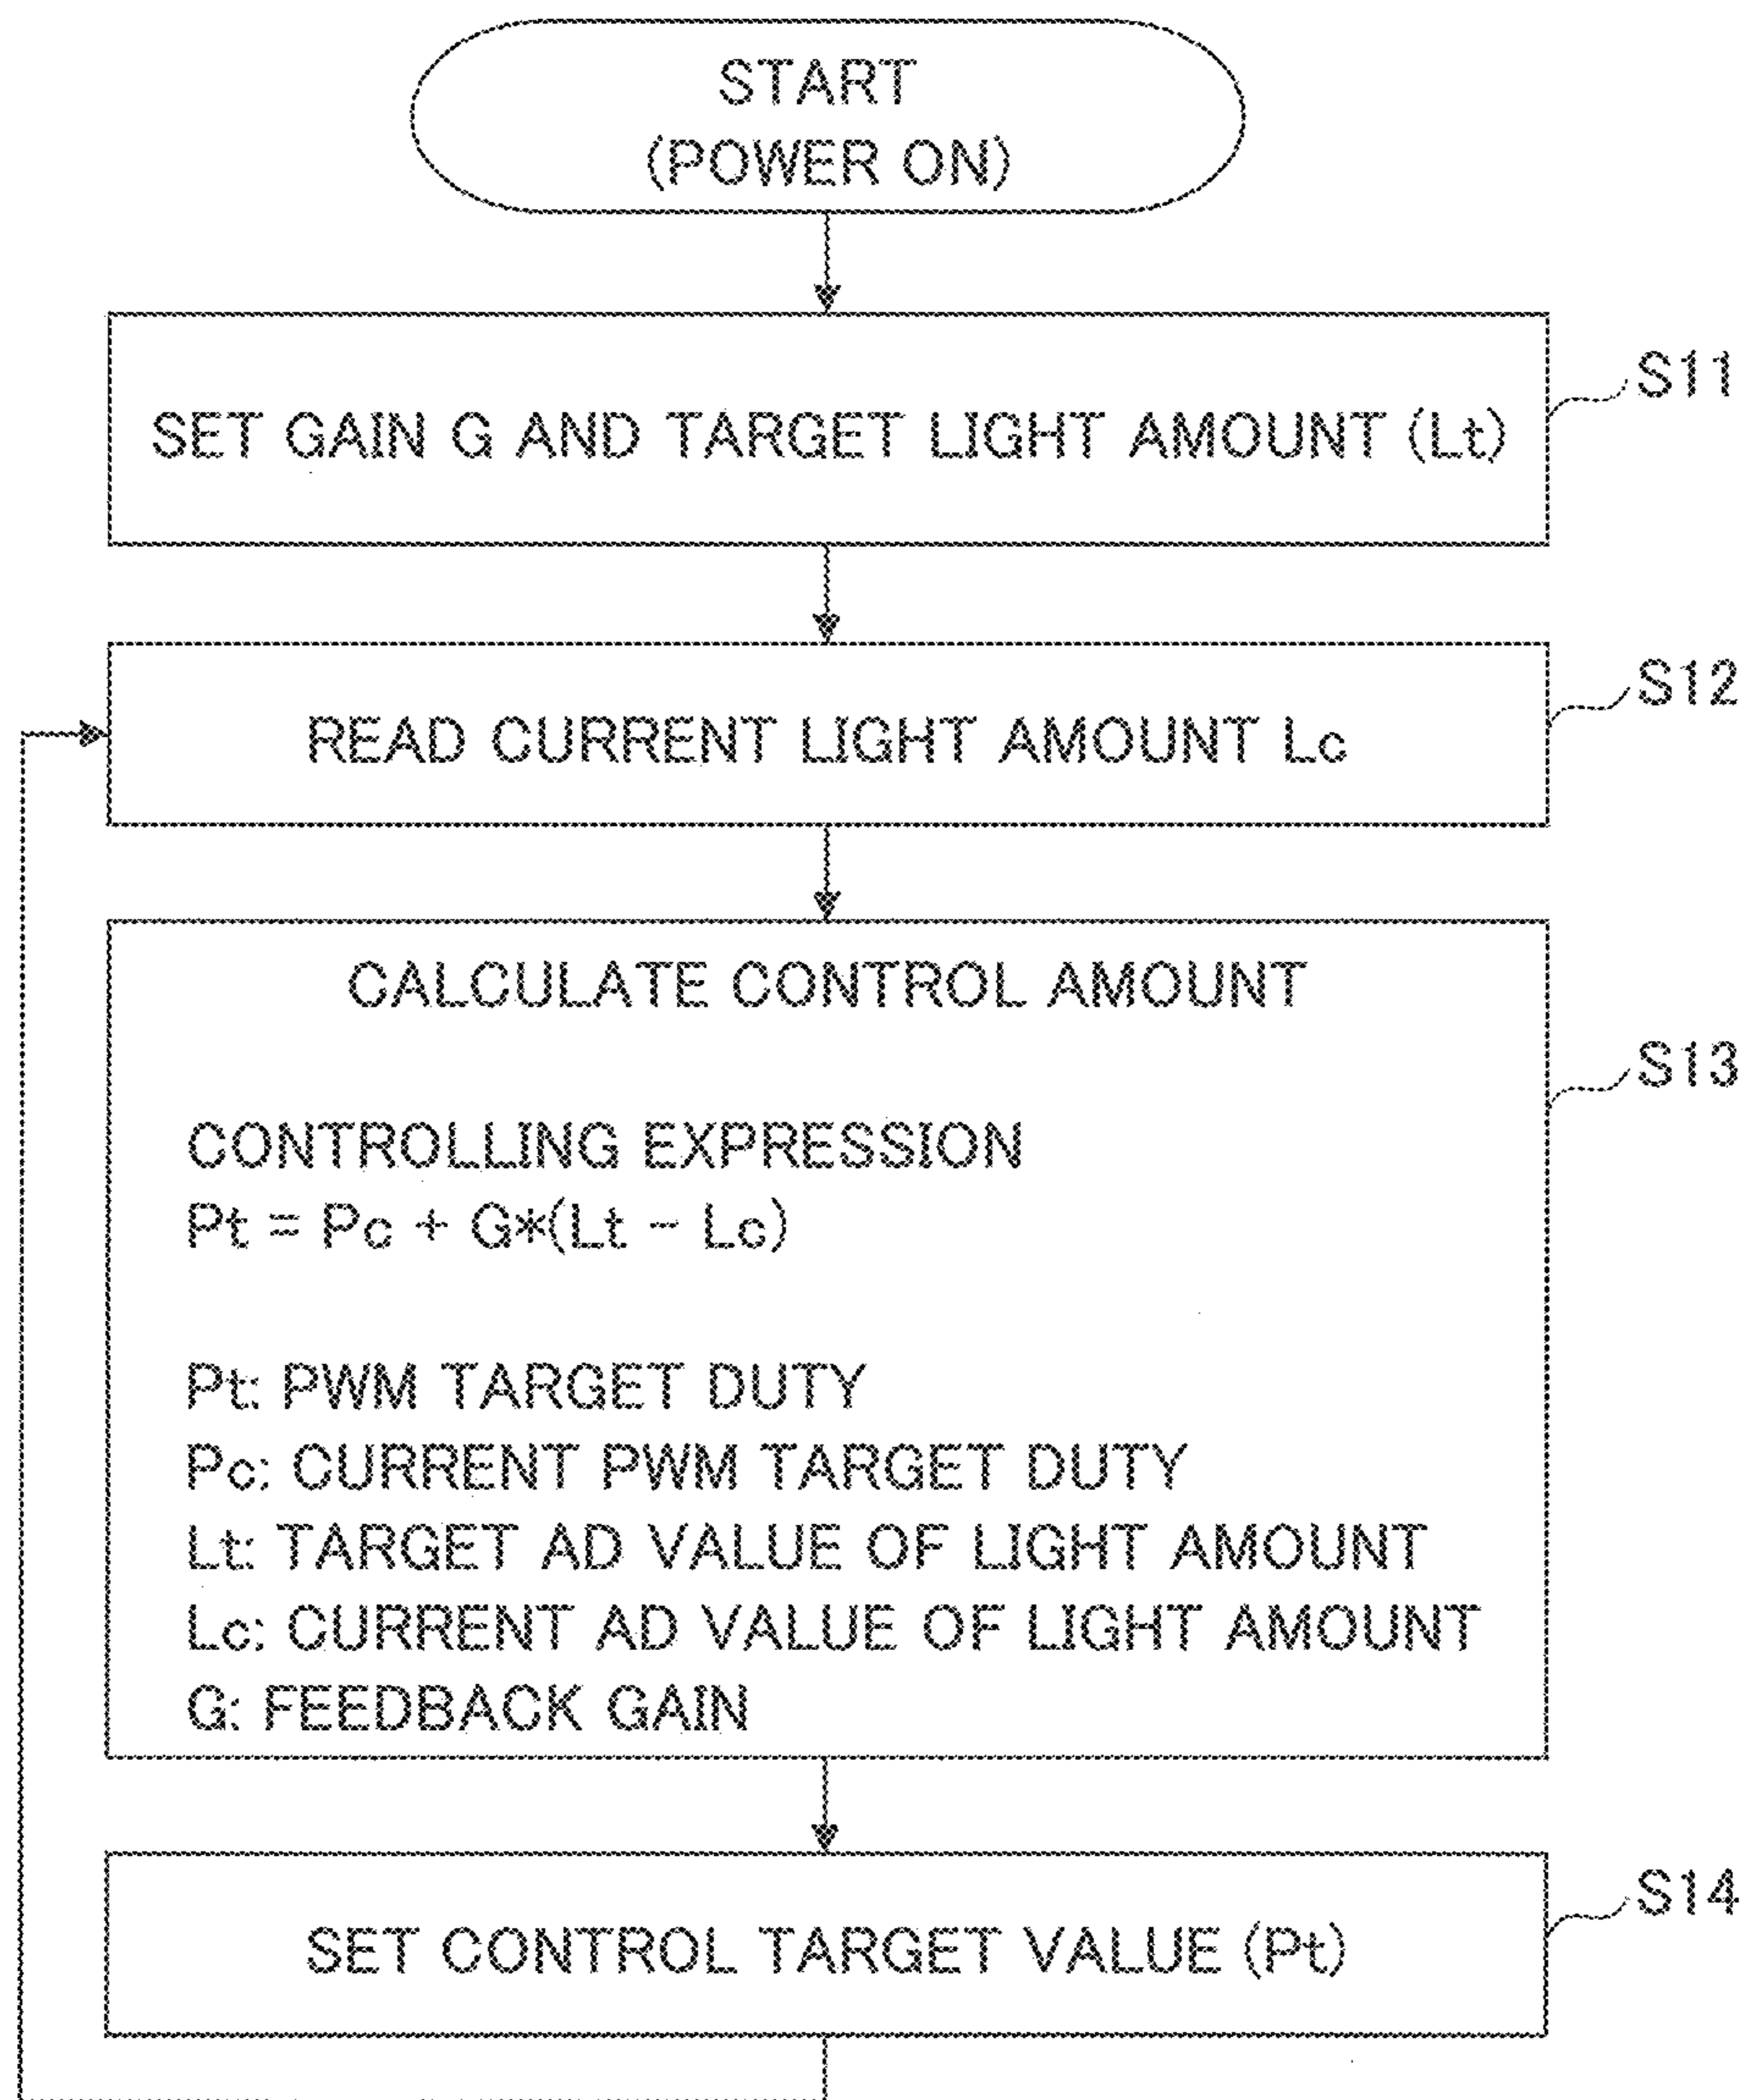 START
(POWER ON)
S11
SET GAIN G AND TARGET LIGHT AMOUNT (Lt)
S12
READ CURRENT LIGHT AMOUNT Lc
CALCULATE CONTROL AMOUNT
S13
CONTROLLING EXPRESSION
Pt = Pc + G*(Lt - Lc)
Pt: PWM TARGET DUTY
Pc: CURRENT PWM TARGET DUTY
Lt: TARGET AD VALUE OF LIGHT AMOUNT
Lc: CURRENT AD VALUE OF LIGHT AMOUNT
G: FEEDBACK GAIN
S14
SET CONTROL TARGET VALUE (Pt)